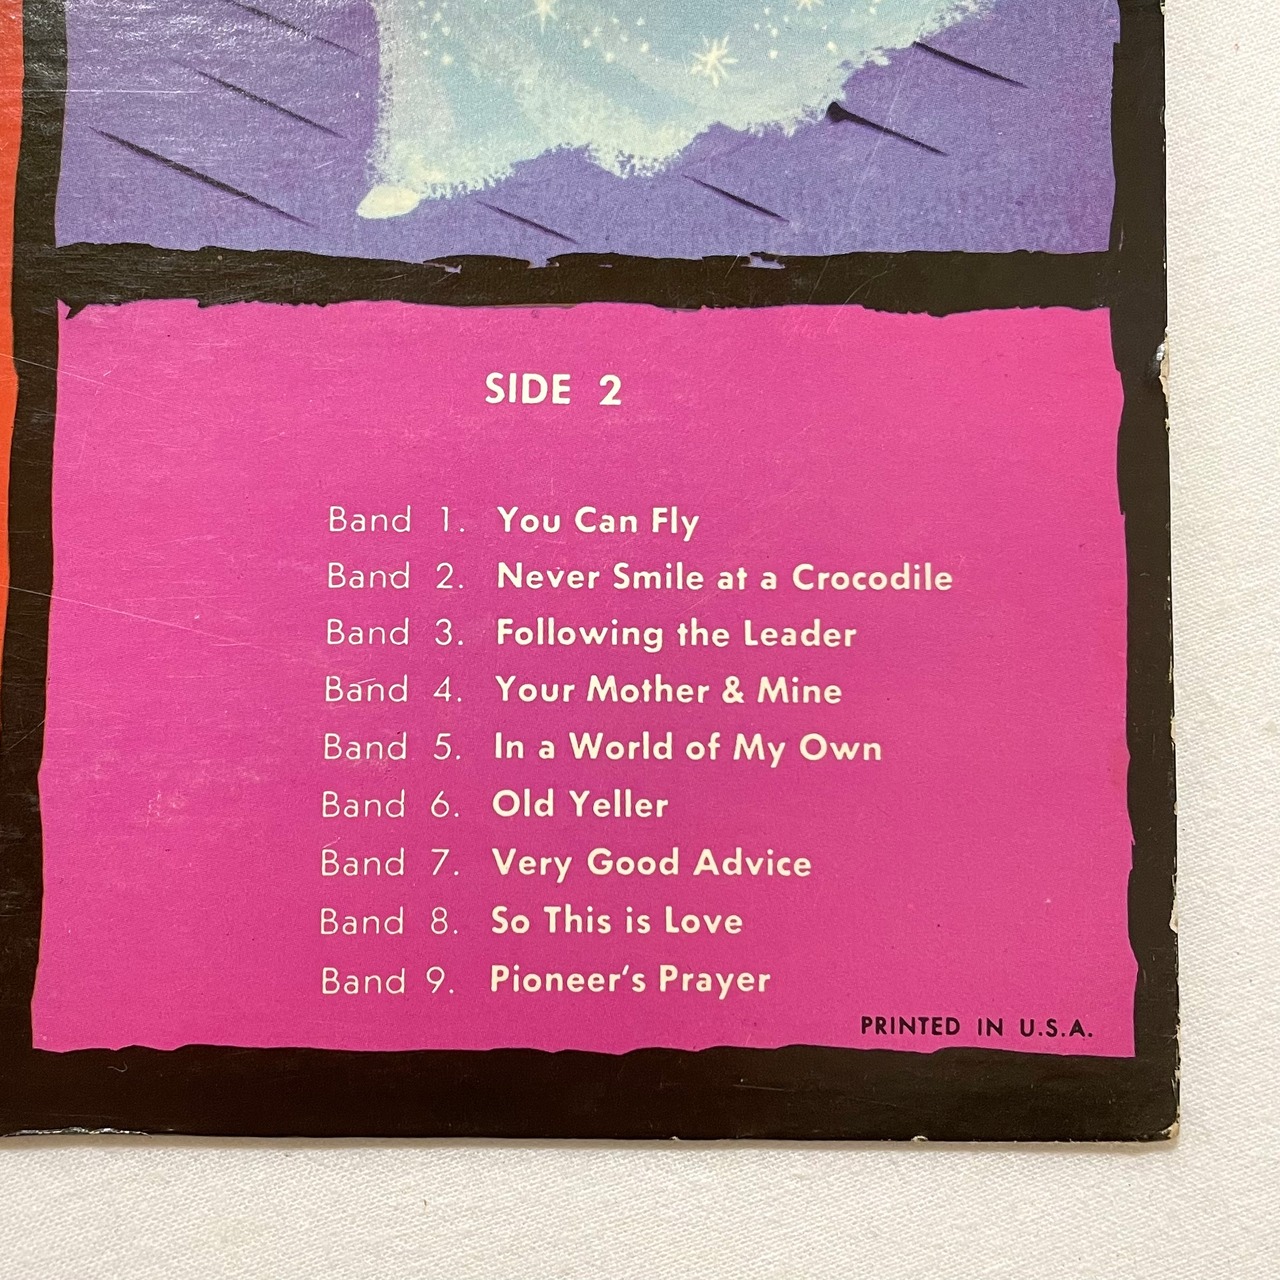 SIDE 2
Band 1. You Can Fly
Band 2. Never Smile at a Crocodile
Band 3. Following the Leader
Band 4. Your Mother & Mine
Band 5. In a World of My Own
Band 6. Old Yeller
Band 7. Very Good Advice
Band 8. So This is Love
Band 9. Pioneer's Prayer
PRINTED IN U.S.A.